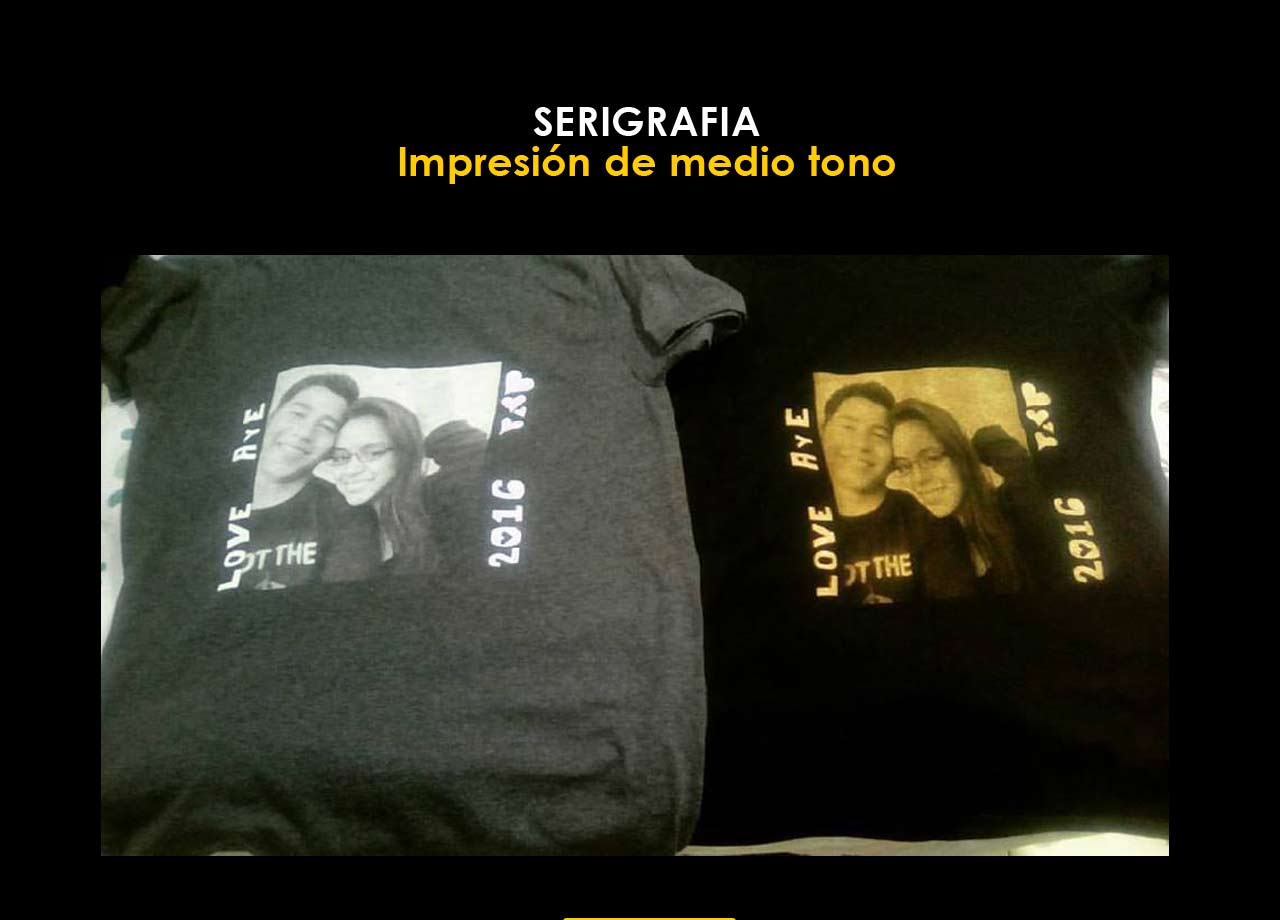 SERIGRAFIA
Impresión de medio tono
LOVE AYE
OT THE
2016
LOVE AYE
OT THE
2016